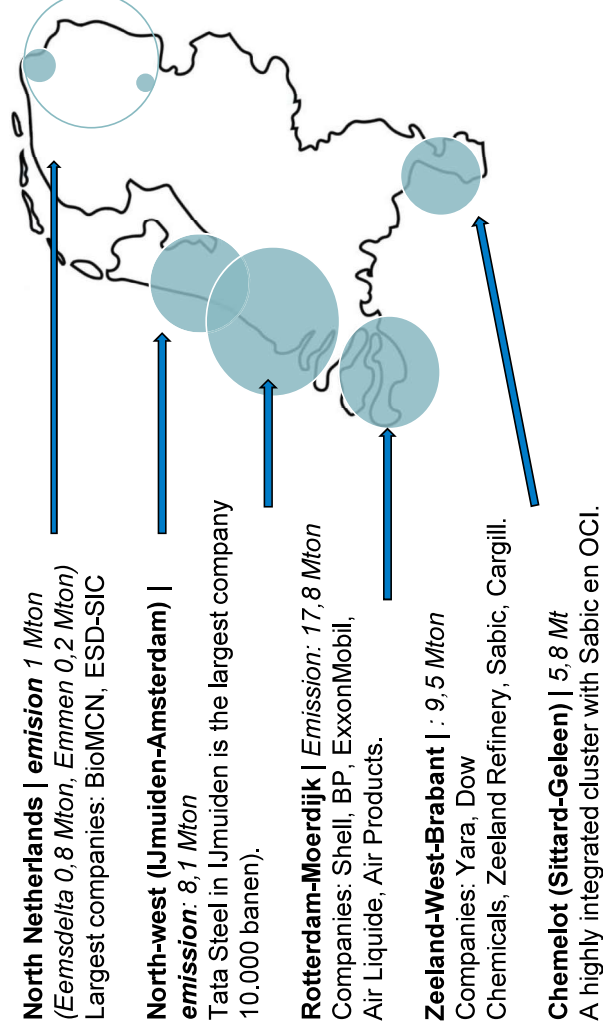 North Netherlands | emision 1 Mton
(Eemsdelta 0,8 Mton, Emmen 0,2 Mton)
Largest companies: BioMCN, ESD-SIC
North-west (IJmuiden-Amsterdam) |
emission: 8,1 Mton
Tata Steel in IJmuiden is the largest company
10.000 banen).
Rotterdam-Moerdijk | Emission: 17,8 Mton
Companies: Shell, BP, ExxonMobil,
Air Liquide, Air Products.
Zeeland-West-Brabant | : 9,5 Mton
Companies: Yara, Dow
Chemicals, Zeeland Refinery, Sabic, Cargill.
Chemelot (Sittard-Geleen) | 5,8 Mt
A highly integrated cluster with Sabic en OCI.